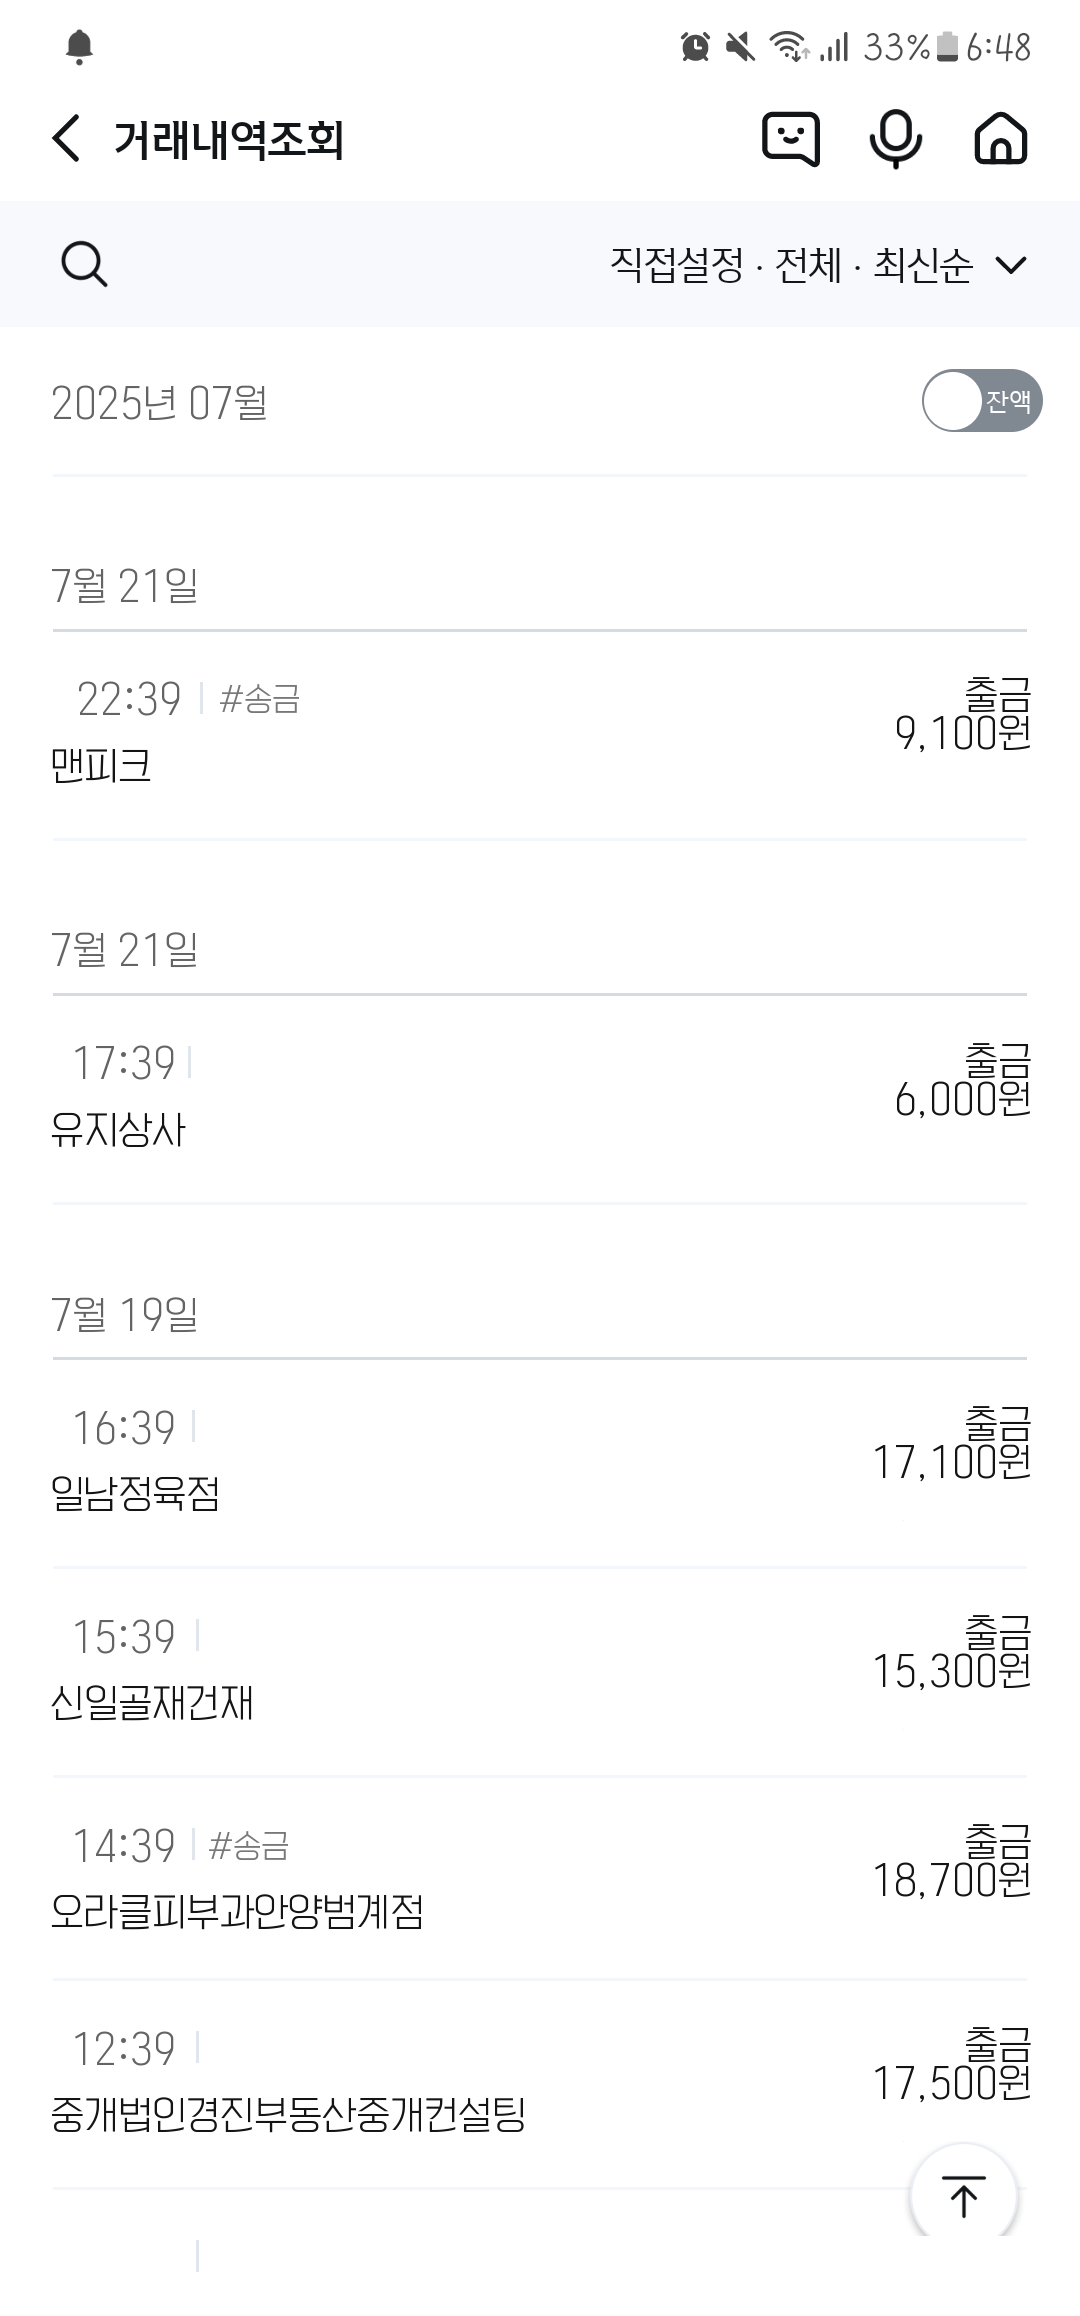 33% 6:48
거래내역조회
직접설정 · 전체 · 최신순
2025년 07월
잔액
7월 21일
22:39 #송금
출금
9,100원
맨피크
7월 21일
17:39
출금
6,000원
유지상사
7월 19일
16:39
출금
17,100원
일남정육점
15:39
출금
15,300원
신일골재건재
14:39 #송금
출금
18,700원
오라클피부과안양범계점
12:39
출금
17,500원
중개법인경진부동산중개컨설팅